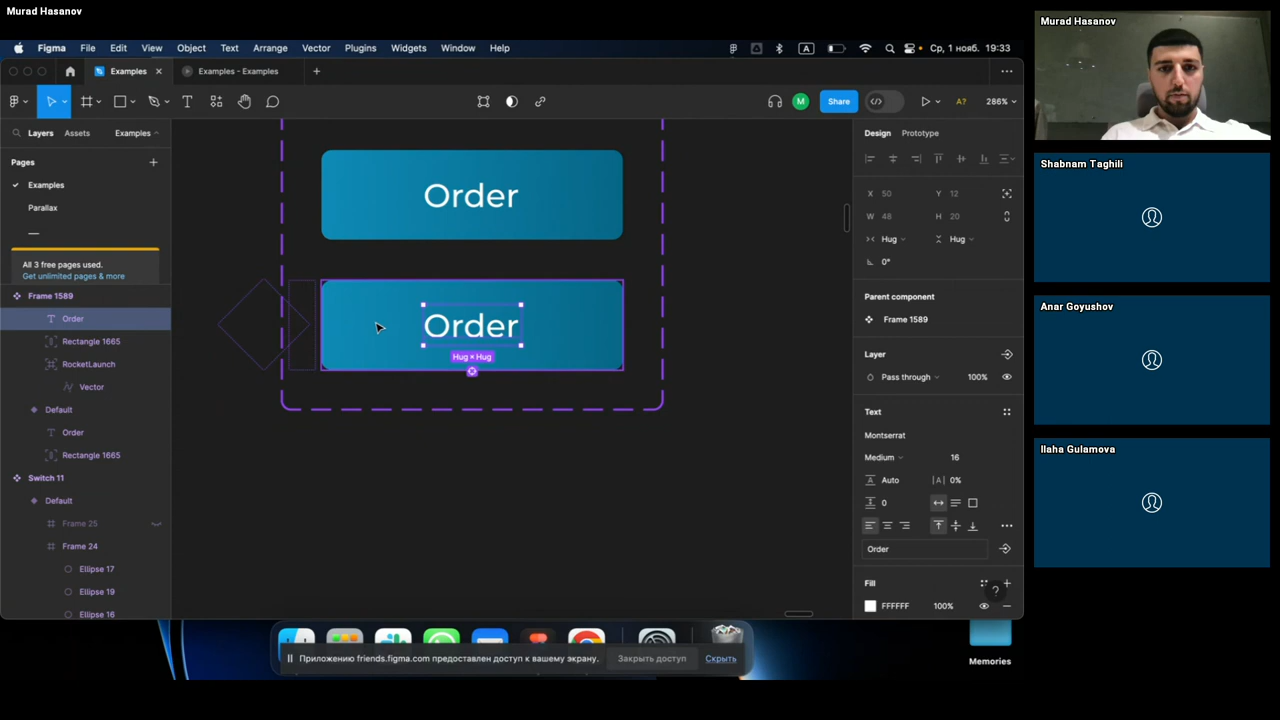 Murad Hasanov
Figma File Edit View Object Text Arrange Vector Plugins Widgets Window Help
A Ср, 1 нояб. 19:33
Examples
Examples - Examples
M
Share
A?
286%
Layers Assets Examples
Pages
Examples
Parallax
—
All 3 free pages used.
Get unlimited pages & more
Frame 1589
Order
Rectangle 1665
RocketLaunch
Vector
Default
Order
Rectangle 1665
Switch 11
Default
Frame 25
Frame 24
Ellipse 17
Ellipse 19
Ellipse 16
Order
Order
Hug × Hug
Design Prototype
X 50 Y 12
W 48 H 20
Hug Hug
0°
Parent component
Frame 1589
Layer
Pass through 100%
Text
Montserrat
Medium 16
Auto 0%
0
Order
Fill
?
FFFFFF 100%
Приложению friends.figma.com предоставлен доступ к вашему экрану. Закрыть доступ Скрыть
Memories
Murad Hasanov
Shabnam Taghili
Anar Goyushov
Ilaha Gulamova